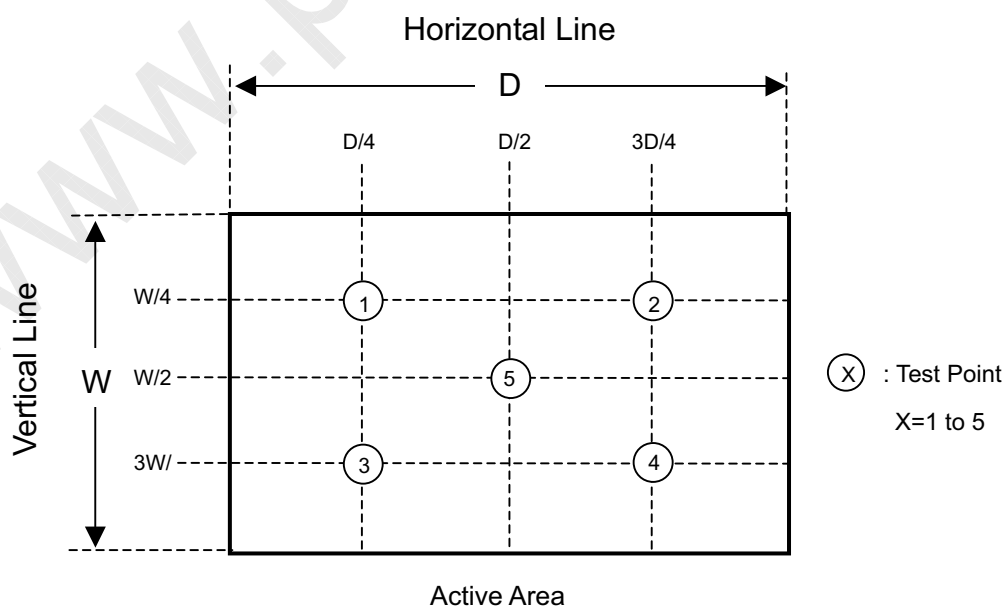 Horizontal Line
D
D/4 D/2 3D/4
W/4
1 2
Vertical Line
W
W/2
5
X : Test Point
X=1 to 5
3W/
3 4
Active Area
www.p